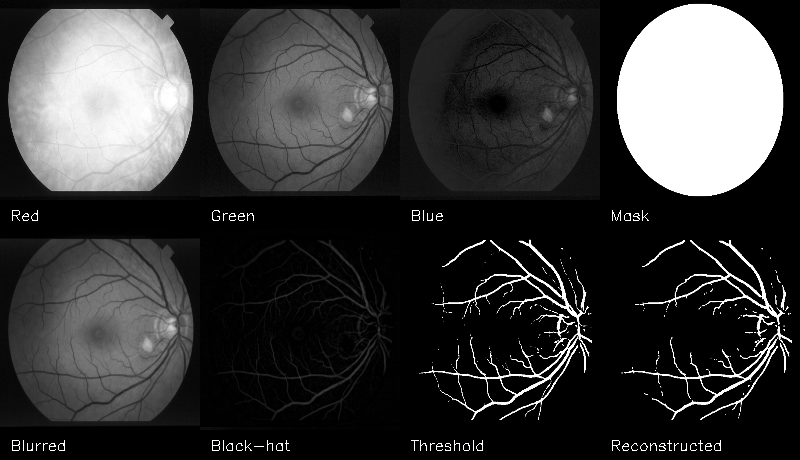 Red
Green
Blue
Mask
Blurred
Black-hat
Threshold
Reconstructed